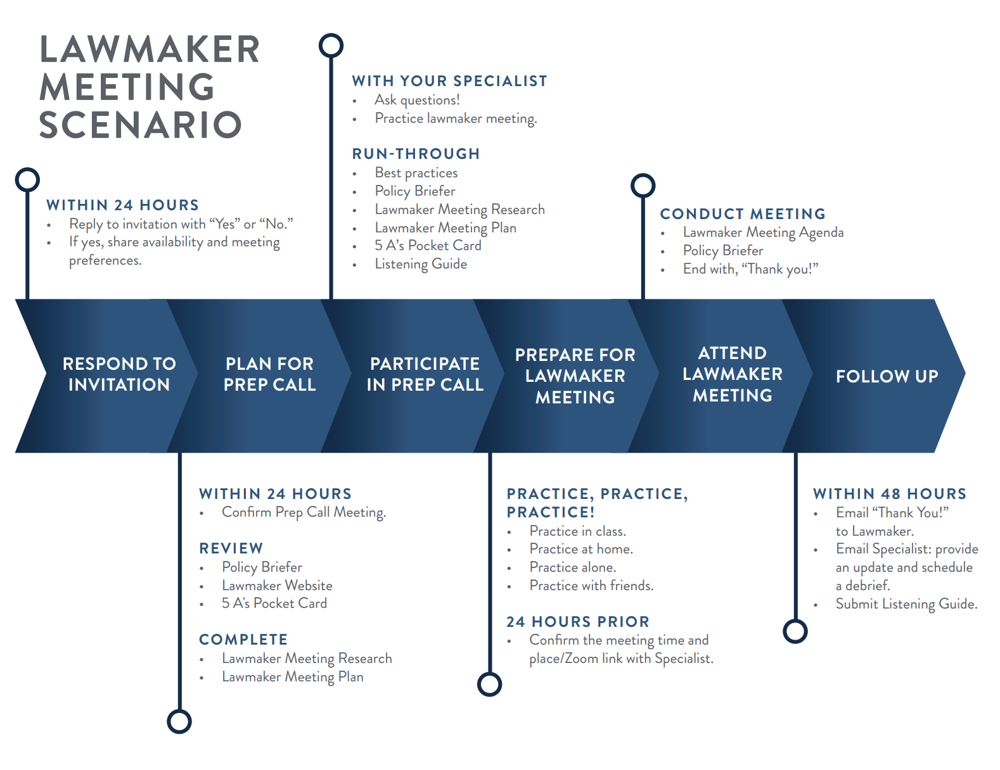 LAWMAKER
MEETING
SCENARIO
WITHIN 24 HOURS
• Reply to invitation with “Yes” or “No.”
• If yes, share availability and meeting
preferences.
WITH YOUR SPECIALIST
• Ask questions!
• Practice lawmaker meeting.
RUN-THROUGH
• Best practices
• Policy Briefer
• Lawmaker Meeting Research
• Lawmaker Meeting Plan
• 5 A’s Pocket Card
• Listening Guide
CONDUCT MEETING
• Lawmaker Meeting Agenda
• Policy Briefer
• End with, “Thank you!”
RESPOND TO
INVITATION
PLAN FOR
PREP CALL
PARTICIPATE
IN PREP CALL
PREPARE FOR
LAWMAKER
MEETING
ATTEND
LAWMAKER
MEETING
FOLLOW UP
WITHIN 24 HOURS
• Confirm Prep Call Meeting.
REVIEW
• Policy Briefer
• Lawmaker Website
• 5 A's Pocket Card
COMPLETE
• Lawmaker Meeting Research
• Lawmaker Meeting Plan
PRACTICE, PRACTICE,
PRACTICE!
• Practice in class.
• Practice at home.
• Practice alone.
• Practice with friends.
24 HOURS PRIOR
• Confirm the meeting time and
place/Zoom link with Specialist.
WITHIN 48 HOURS
• Email “Thank You!”
to Lawmaker.
• Email Specialist: provide
an update and schedule
a debrief.
• Submit Listening Guide.